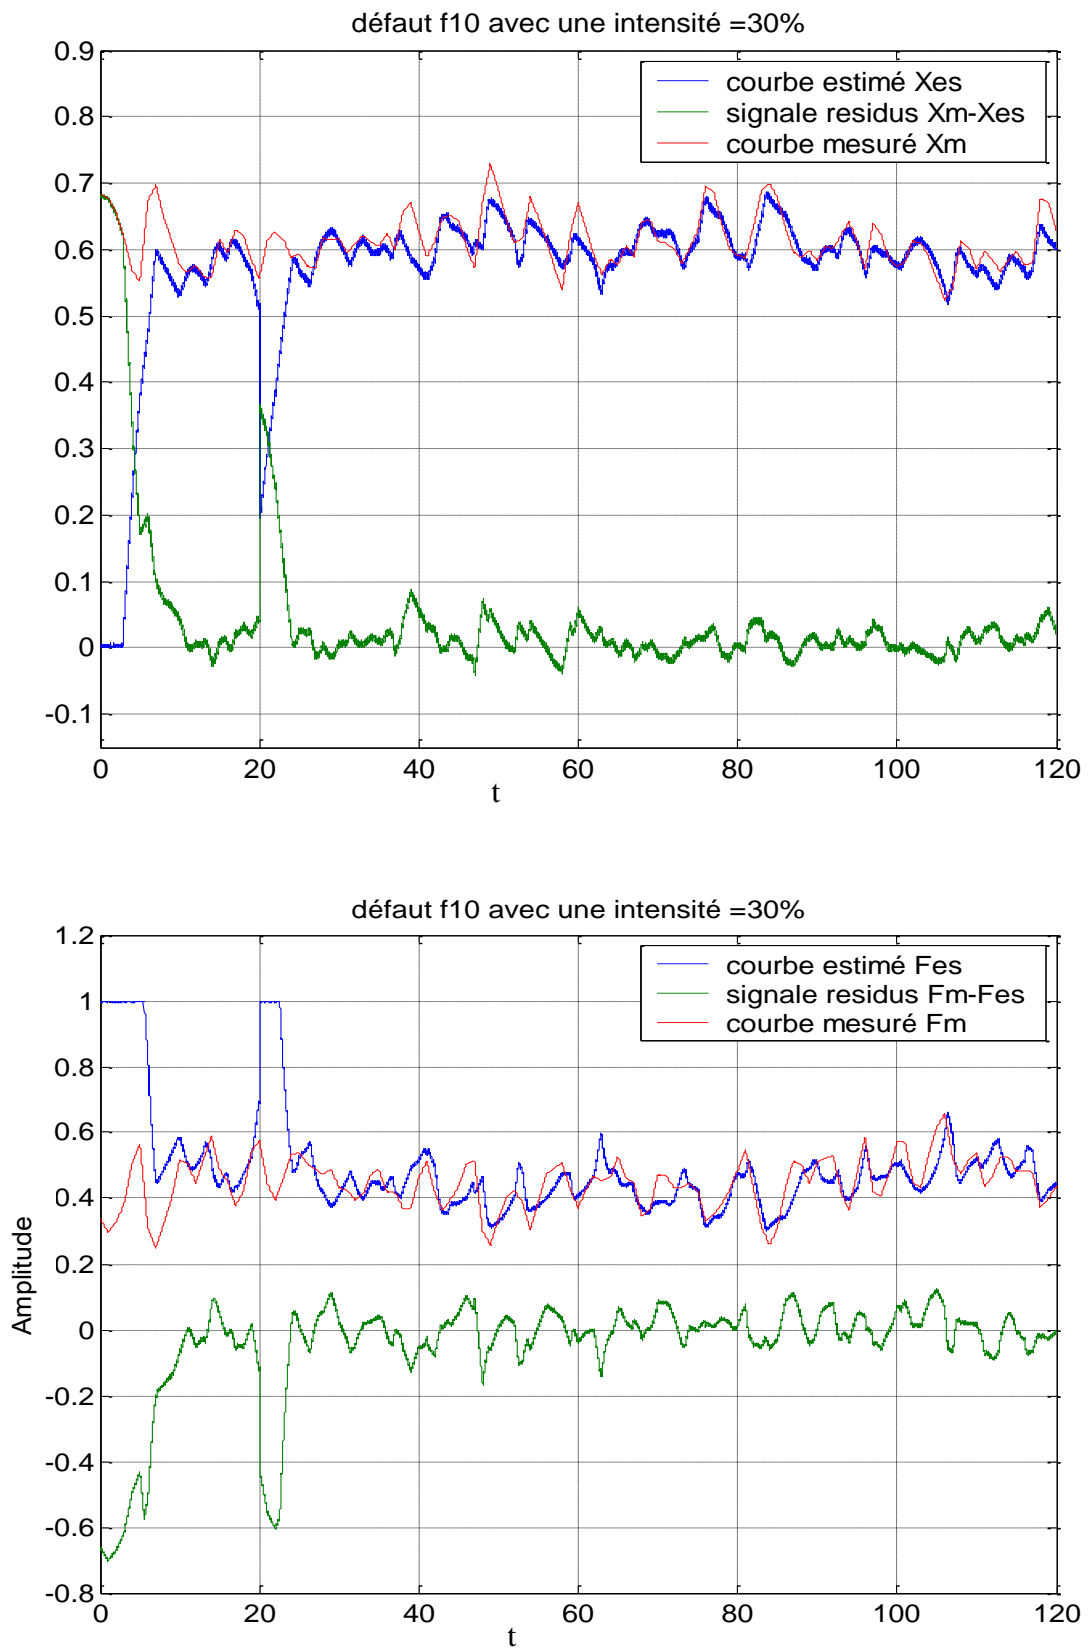 défaut f10 avec une intensité =30%
0.9
0.8
0.7
0.6
0.5
0.4
0.3
0.2
0.1
0
-0.1
courbe estimé Xes
signale residus Xm-Xes
courbe mesuré Xm
0 20 40 60 80 100 120
t
défaut f10 avec une intensité =30%
1.2
1
0.8
0.6
0.4
0.2
0
-0.2
-0.4
-0.6
-0.8
Amplitude
courbe estimé Fes
signale residus Fm-Fes
courbe mesuré Fm
0 20 40 60 80 100 120
t